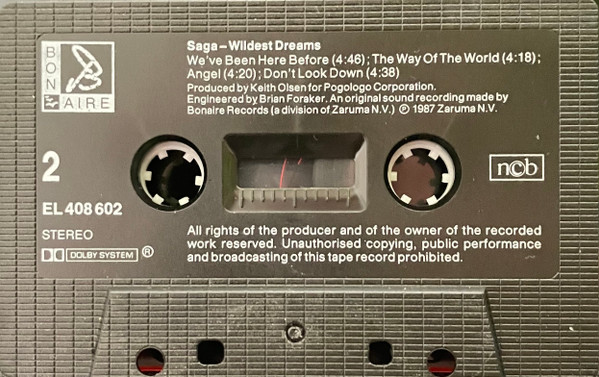 BON
AIRE
Saga – Wildest Dreams
We've Been Here Before (4:46); The Way Of The World (4:18);
Angel (4:20); Don't Look Down (4:38)
Produced by Keith Olsen for Pogologo Corporation.
Engineered by Brian Foraker. An original sound recording made by
Bonaire Records (a division of Zaruma N.V.) ℗ 1987 Zaruma N.V.
2
ncb
EL 408 602
STEREO
DOLBY SYSTEM ®
All rights of the producer and of the owner of the recorded
work reserved. Unauthorised copying, public performance
and broadcasting of this tape record prohibited.